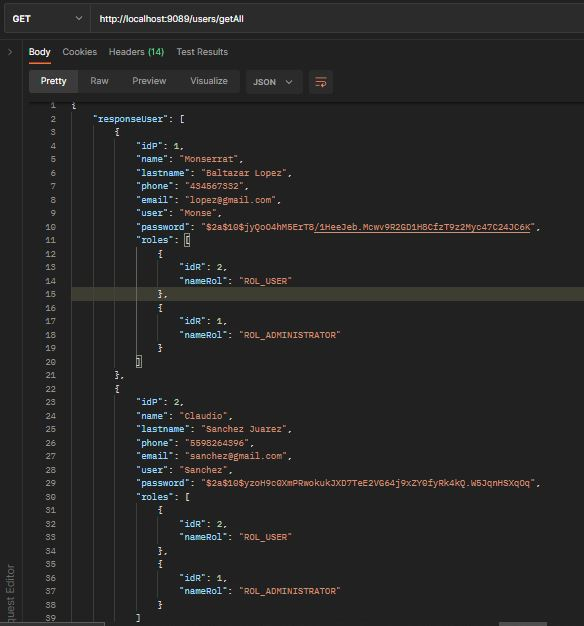 GET http://localhost:9089/users/getAll
Body Cookies Headers (14) Test Results
Pretty Raw Preview Visualize JSON
1 {
2 "responseUser": [
3 {
4 "idP": 1,
5 "name": "Monserrat",
6 "lastname": "Baltazar Lopez",
7 "phone": "434567332",
8 "email": "lopez@gmail.com",
9 "user": "Monse",
10 "password": "$2a$10$jyQoO4hM5ErT8/1HeeJeb.Mcwv9R2GD1H8CfzT9z2Myc47C24JC6K",
11 "roles": [
12 {
13 "idR": 2,
14 "nameRol": "ROL_USER"
15 },
16 {
17 "idR": 1,
18 "nameRol": "ROL_ADMINISTRATOR"
19 }
20 ]
21 },
22 {
23 "idP": 2,
24 "name": "Claudio",
25 "lastname": "Sanchez Juarez",
26 "phone": "5598264396",
27 "email": "sanchez@gmail.com",
28 "user": "Sanchez",
29 "password": "$2a$10$yzoH9c0XmPRwokukJXD7TeE2VG64j9xZY0fyRk4kQ.W5JqnHSXqOq",
30 "roles": [
31 {
32 "idR": 2,
33 "nameRol": "ROL_USER"
34 },
35 {
36 "idR": 1,
37 "nameRol": "ROL_ADMINISTRATOR"
38 }
39 ]
quest Editor